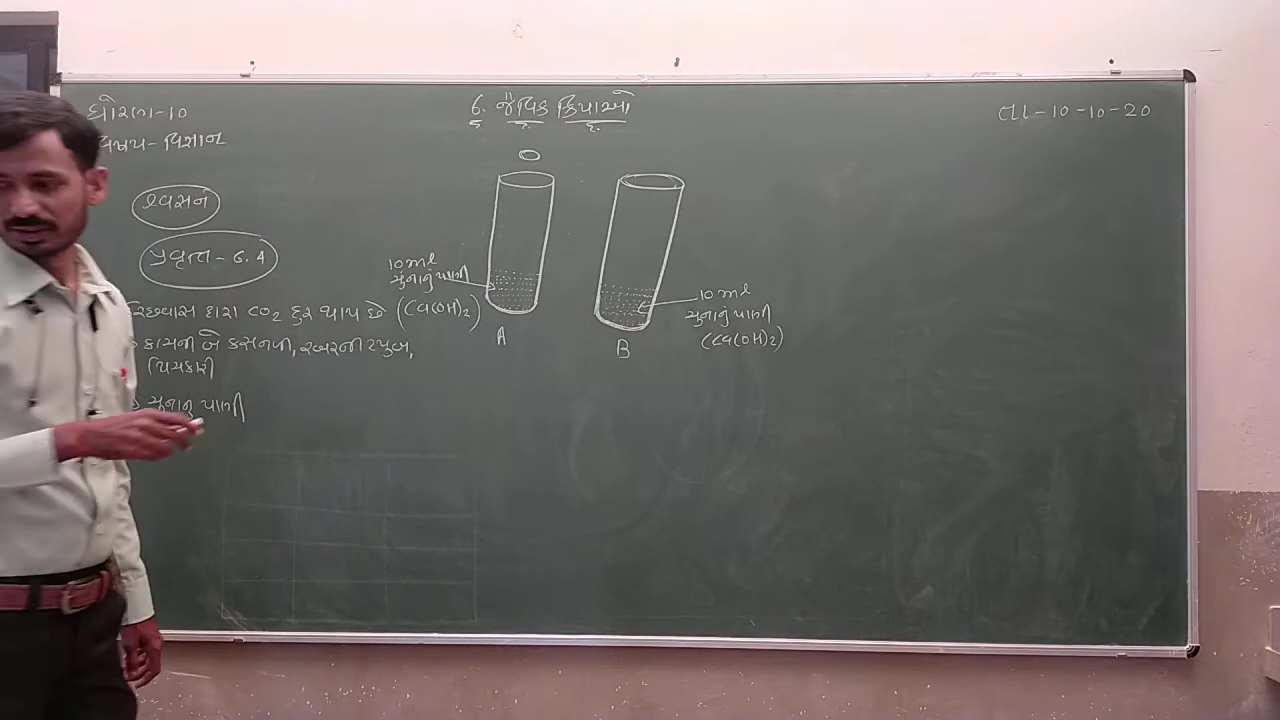 ધોરણ-10
વિષય- વિજ્ઞાન
6. જૈવિક ક્રિયાઓ
તા-10-10-20
શ્વસન
પ્રવૃત્તિ - 6.4
ઉચ્છવાસ દ્વારા CO₂ દુર થાય છે
કાચની બે કસનળી, રબરની ટ્યુબ,
પિચકારી
ચુનાનુ પાણી
10 ml
ચુનાનું પાણી
(Ca(OH)₂)
A
10 ml
ચુનાનું પાણી
(Ca(OH)₂)
B